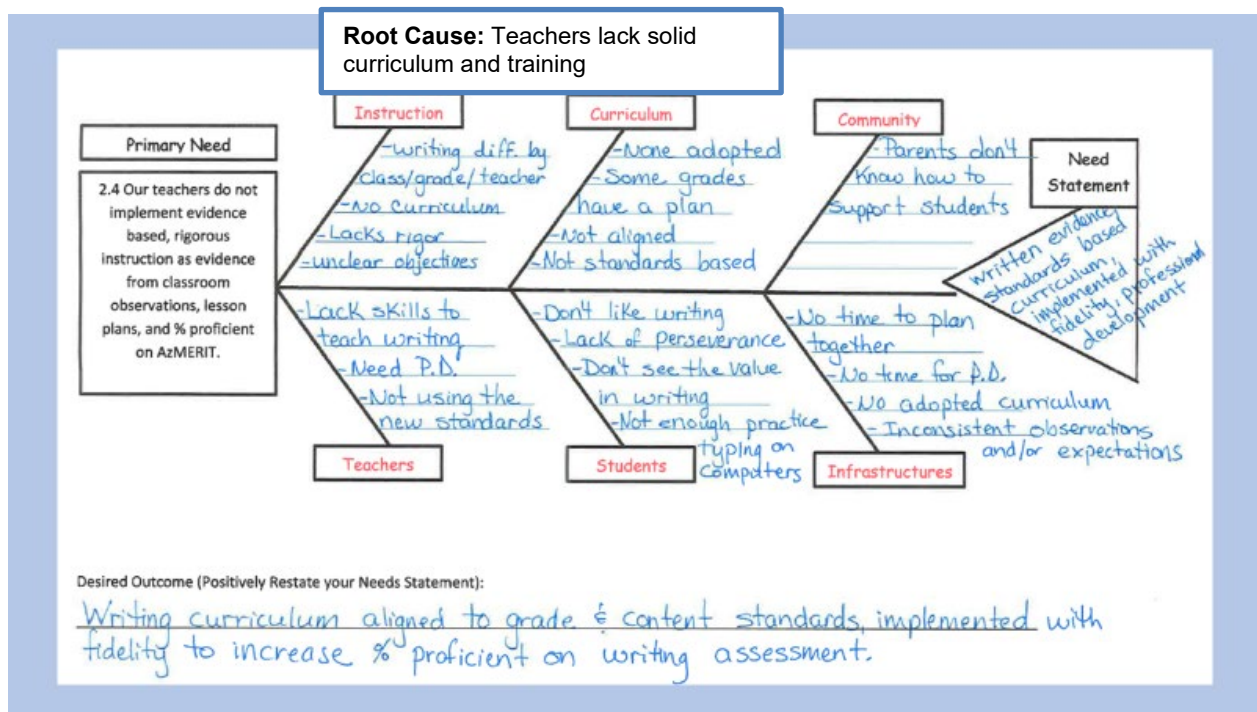 Root Cause: Teachers lack solid
curriculum and training
Primary Need
2.4 Our teachers do not
implement evidence
based, rigorous
instruction as evidence
from classroom
observations, lesson
plans, and % proficient
on AzMERIT.
Instruction
-writing diff. by
class/grade/teacher
-No Curriculum
-Lacks rigor
-unclear objectives
Curriculum
-None adopted
-Some grades
have a plan
-Not aligned
-Not standards based
Community
-Parents don't
Know how to
support students
Need
Statement
written evidence,
standards based
curriculum,
implemented with
fidelity, professional
development
-Lack skills to
teach writing
-Need P.D.
-Not using the
new standards
Teachers
-Don't like writing
-Lack of perseverance
-Don't see the value
in writing
-Not enough practice
typing on
computers
Students
-No time to plan
together
-No time for P.D.
-No adopted curriculum
-Inconsistent observations
and/or expectations
Infrastructures
Desired Outcome (Positively Restate your Needs Statement):
Writing curriculum aligned to grade & content standards, implemented with
fidelity to increase % proficient on writing assessment.